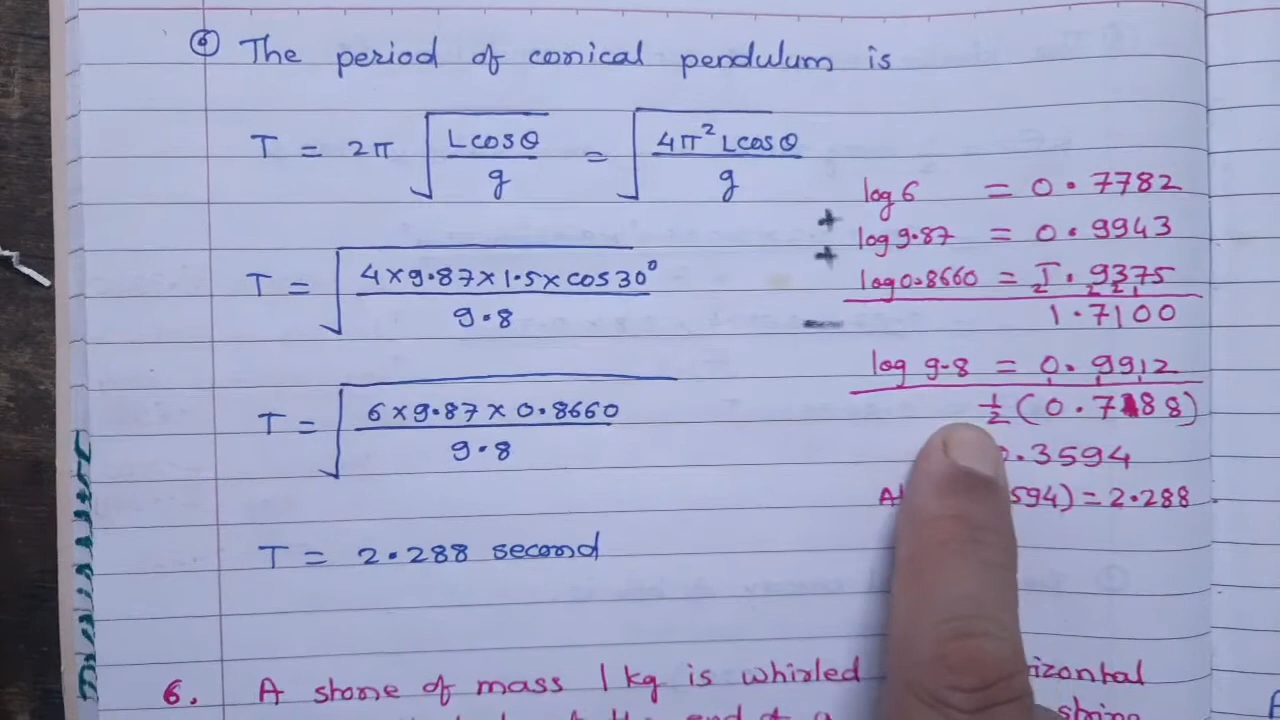 6 The period of conical pendulum is
T = 2π √(Lcosθ / g) = √(4π² Lcosθ / g)
T = √(4 × 9.87 × 1.5 × cos30° / 9.8)
T = √(6 × 9.87 × 0.8660 / 9.8)
T = 2.288 second
log 6 = 0.7782
+ log 9.87 = 0.9943
+ log 0.8660 = 1̅.9375
1.7100
− log 9.8 = 0.9912
½ (0.7188)
.3594
594) = 2.288
6. A stone of mass 1 kg is whirled